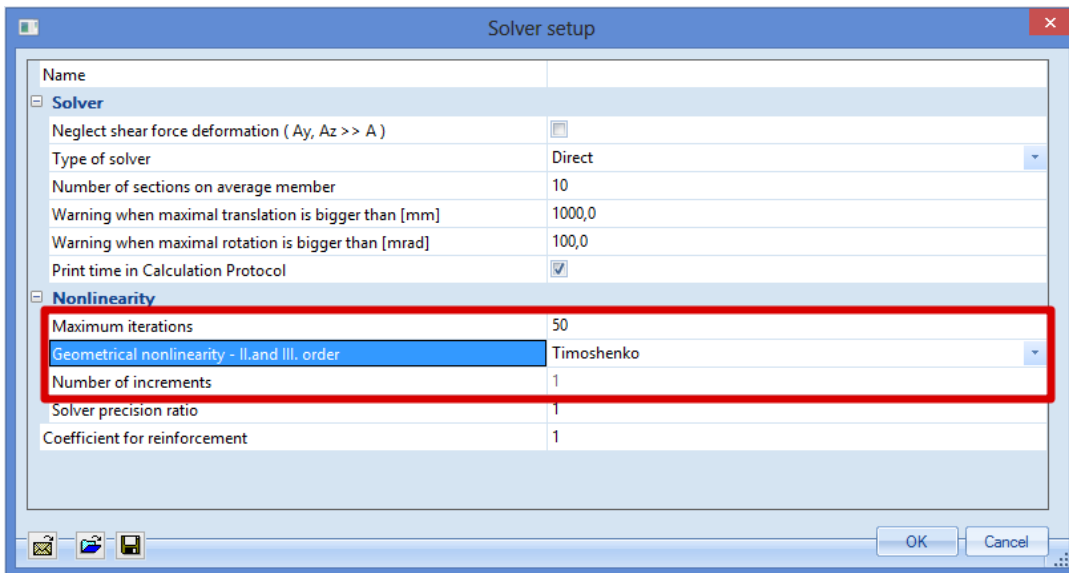 Solver setup
Name
Solver
Neglect shear force deformation ( Ay, Az >> A )
Type of solver Direct
Number of sections on average member 10
Warning when maximal translation is bigger than [mm] 1000,0
Warning when maximal rotation is bigger than [mrad] 100,0
Print time in Calculation Protocol
Nonlinearity
Maximum iterations 50
Geometrical nonlinearity - II.and III. order Timoshenko
Number of increments 1
Solver precision ratio 1
Coefficient for reinforcement 1
OK Cancel